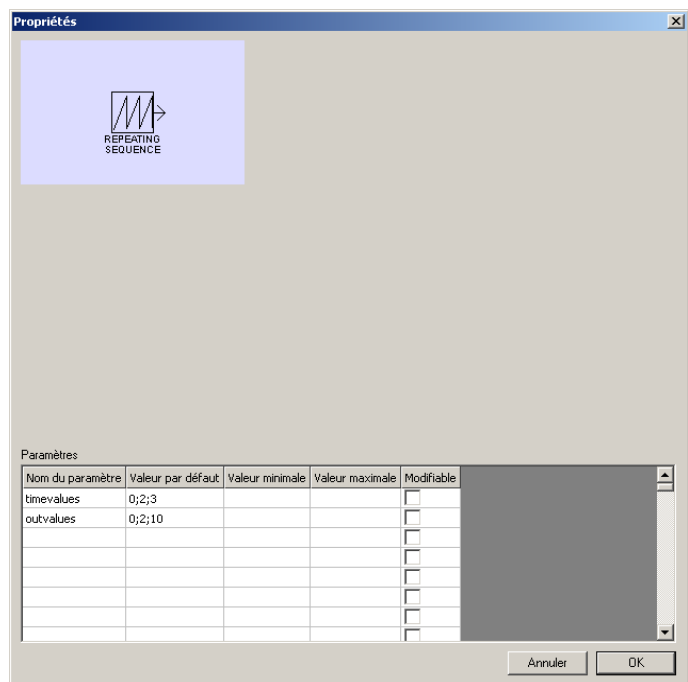 Propriétés
REPEATING
SEQUENCE
Paramètres
Nom du paramètre Valeur par défaut Valeur minimale Valeur maximale Modifiable
timevalues 0;2;3
outvalues 0;2;10
Annuler OK